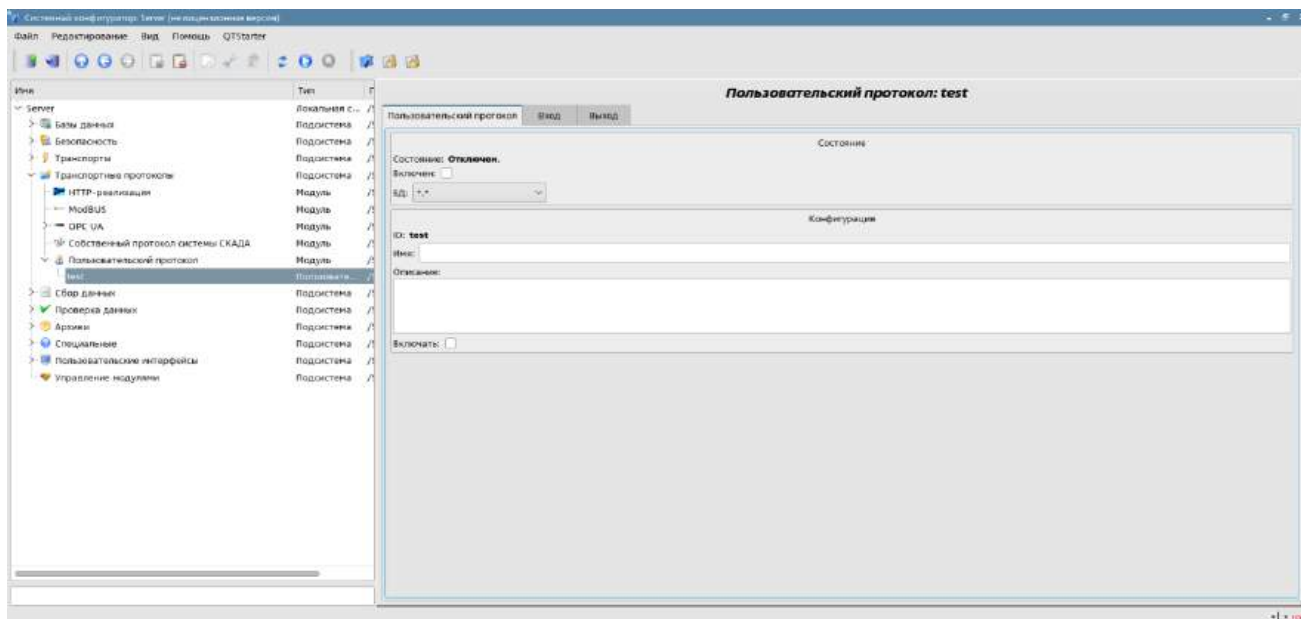 Системный конфигуратор: Server (не лицензионная версия)
Файл Редактирование Вид Помощь QTStarter
Имя Тип П
Server Локальная с... /S
Базы данных Подсистема /S
Безопасность Подсистема /S
Транспорты Подсистема /S
Транспортные протоколы Подсистема /S
HTTP-реализация Модуль /S
ModBUS Модуль /S
OPC UA Модуль /S
Собственный протокол системы СКАДА Модуль /S
Пользовательский протокол Модуль /S
test Пользовате... /S
Сбор данных Подсистема /S
Проверка данных Подсистема /S
Архивы Подсистема /S
Специальные Подсистема /S
Пользовательские интерфейсы Подсистема /S
Управление модулями Подсистема /S
Пользовательский протокол: test
Пользовательский протокол Вход Выход
Состояние
Состояние: Отключен.
Включен:
БД: *.*
Конфигурация
ID: test
Имя:
Описание:
Включать: